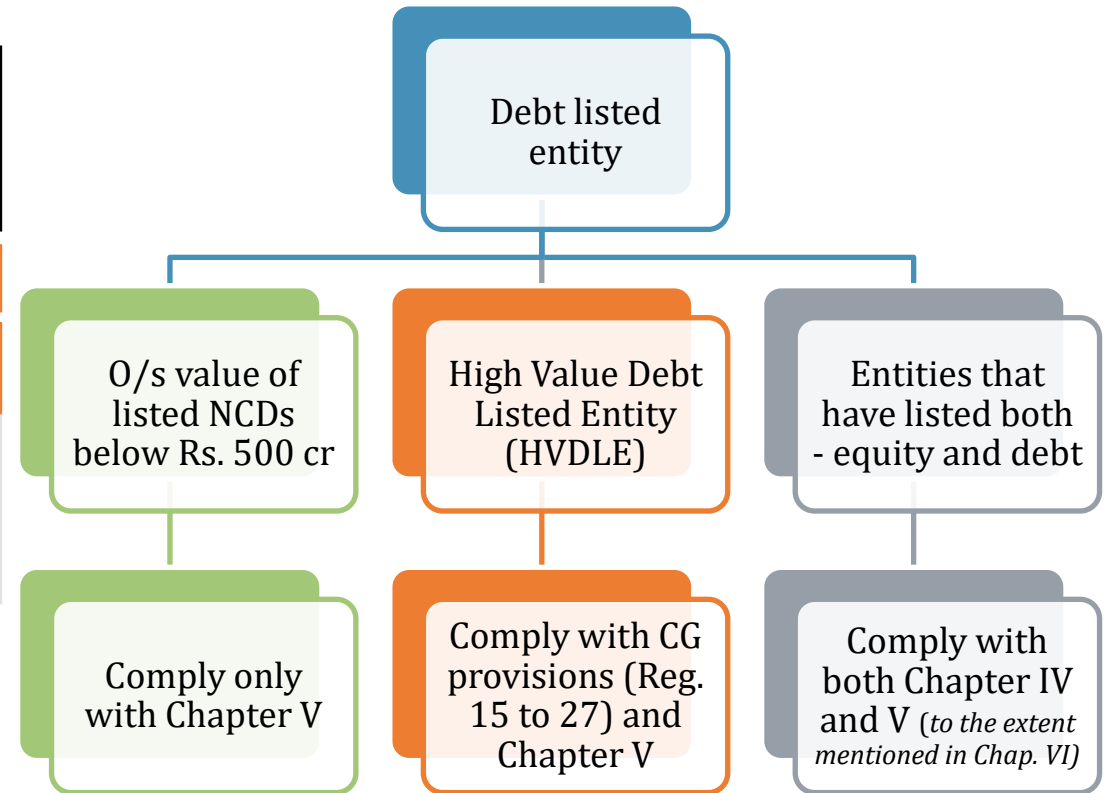 Debt listed
entity
O/s value of
listed NCDs
below Rs. 500 cr
High Value Debt
Listed Entity
(HVDLE)
Entities that
have listed both
- equity and debt
Comply only
with Chapter V
Comply with CG
provisions (Reg.
15 to 27) and
Chapter V
Comply with
both Chapter IV
and V (to the extent
mentioned in Chap. VI)